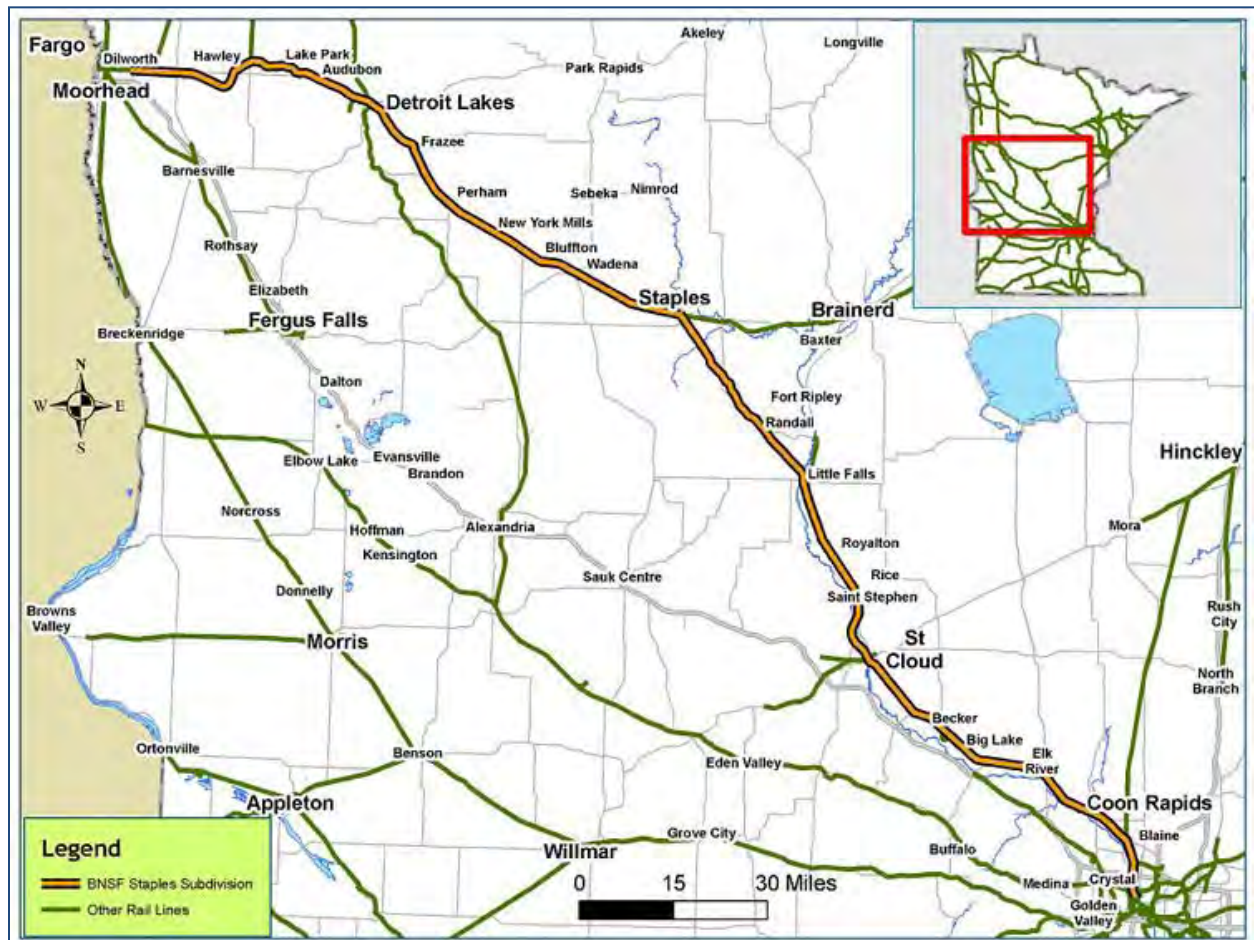 Fargo
Dilworth
Hawley
Lake Park
Audubon
Akeley
Longville
Park Rapids
Moorhead
Detroit Lakes
Frazee
Barnesville
Perham
Sebeka
Nimrod
New York Mills
Rothsay
Bluffton
Wadena
Elizabeth
Staples
Brainerd
Fergus Falls
Breckenridge
Baxter
N
W
E
S
Dalton
Fort Ripley
Randall
Elbow Lake
Evansville
Brandon
Hinckley
Little Falls
Norcross
Hoffman
Alexandria
Mora
Kensington
Royalton
Rice
Sauk Centre
Donnelly
Saint Stephen
Browns
Valley
Rush
City
Morris
St
Cloud
North
Branch
Becker
Big Lake
Ortonville
Benson
Elk
River
Eden Valley
Appleton
Coon Rapids
Blaine
Grove City
Willmar
Buffalo
Medina
Crystal
Golden
Valley
Legend
BNSF Staples Subdivision
Other Rail Lines
0 15 30 Miles